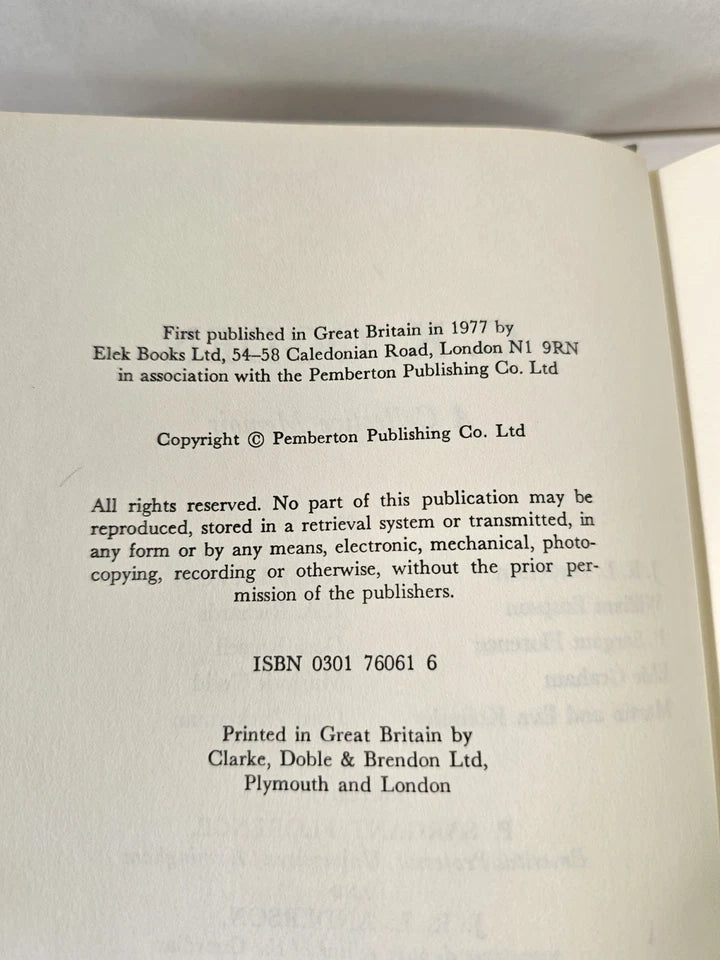 First published in Great Britain in 1977 by
Elek Books Ltd, 54–58 Caledonian Road, London N1 9RN
in association with the Pemberton Publishing Co. Ltd
Copyright © Pemberton Publishing Co. Ltd
All rights reserved. No part of this publication may be
reproduced, stored in a retrieval system or transmitted, in
any form or by any means, electronic, mechanical, photo-
copying, recording or otherwise, without the prior per-
mission of the publishers.
ISBN 0301 76061 6
Printed in Great Britain by
Clarke, Doble & Brendon Ltd,
Plymouth and London